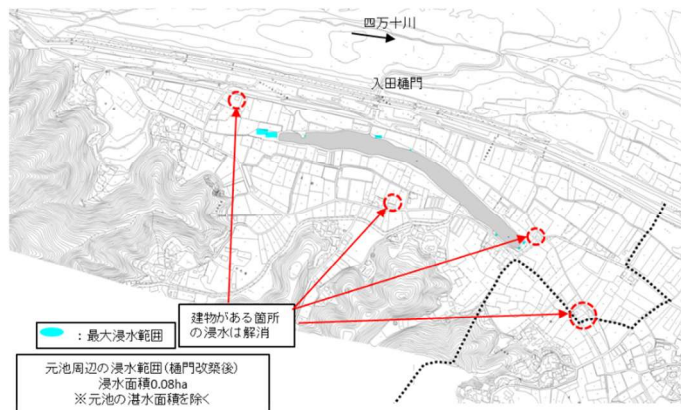 四万十川
入田樋門
建物がある箇所
の浸水は解消
：最大浸水範囲
元池周辺の浸水範囲(樋門改築後)
浸水面積0.08ha
※元池の湛水面積を除く